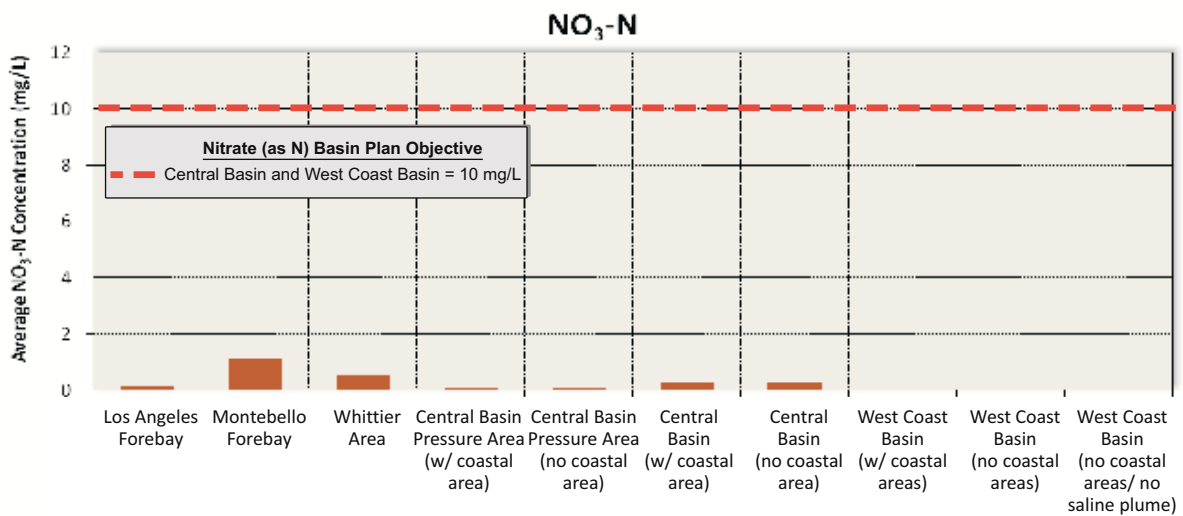 NO₃-N
Average NO₃-N Concentration (mg/L)
12
10
8
6
4
2
0
Nitrate (as N) Basin Plan Objective
Central Basin and West Coast Basin = 10 mg/L
Los Angeles
Forebay
Montebello
Forebay
Whittier
Area
Central Basin
Pressure Area
(w/ coastal
area)
Central Basin
Pressure Area
(no coastal
area)
Central
Basin
(w/ coastal
area)
Central
Basin
(no coastal
area)
West Coast
Basin
(w/ coastal
areas)
West Coast
Basin
(no coastal
areas)
West Coast
Basin
(no coastal
areas/ no
saline plume)